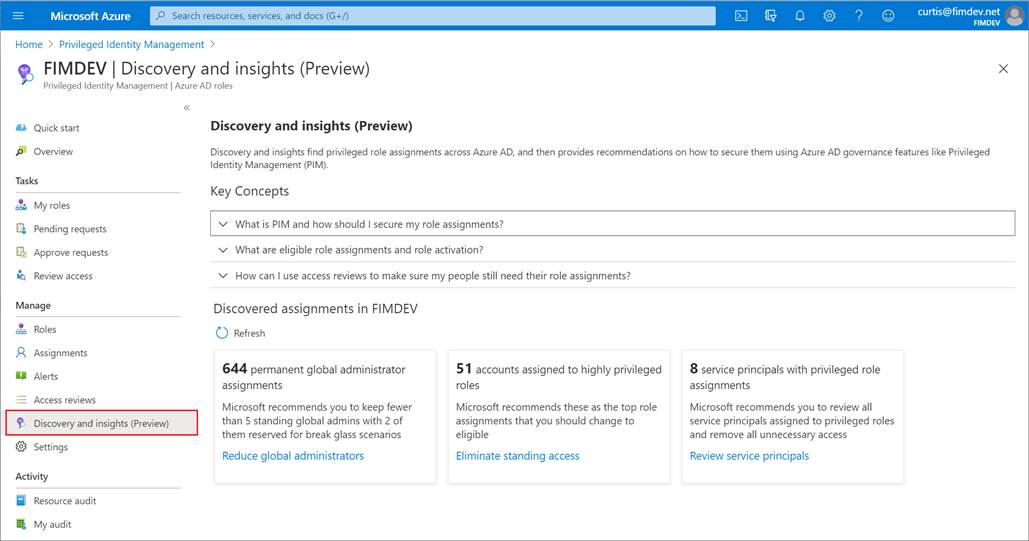 Microsoft Azure
Search resources, services, and docs (G+/)
curtis@fimdev.net
FIMDEV
Home > Privileged Identity Management >
FIMDEV | Discovery and insights (Preview)
Privileged Identity Management | Azure AD roles
«
Quick start
Overview
Tasks
My roles
Pending requests
Approve requests
Review access
Manage
Roles
Assignments
Alerts
Access reviews
Discovery and insights (Preview)
Settings
Activity
Resource audit
My audit
Discovery and insights (Preview)
Discovery and insights find privileged role assignments across Azure AD, and then provides recommendations on how to secure them using Azure AD governance features like Privileged
Identity Management (PIM).
Key Concepts
What is PIM and how should I secure my role assignments?
What are eligible role assignments and role activation?
How can I use access reviews to make sure my people still need their role assignments?
Discovered assignments in FIMDEV
Refresh
644 permanent global administrator
assignments
Microsoft recommends you to keep fewer
than 5 standing global admins with 2 of
them reserved for break glass scenarios
Reduce global administrators
51 accounts assigned to highly privileged
roles
Microsoft recommends these as the top role
assignments that you should change to
eligible
Eliminate standing access
8 service principals with privileged role
assignments
Microsoft recommends you to review all
service principals assigned to privileged roles
and remove all unnecessary access
Review service principals